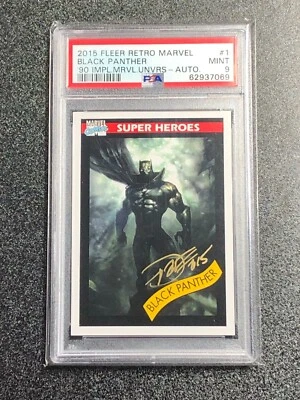 2015 FLEER RETRO MARVEL #1
BLACK PANTHER MINT
'90 IMPL.MRVL.UNVRS-AUTO. 9
PSA 62937069
MARVEL
SUPER HEROES
BLACK PANTHER